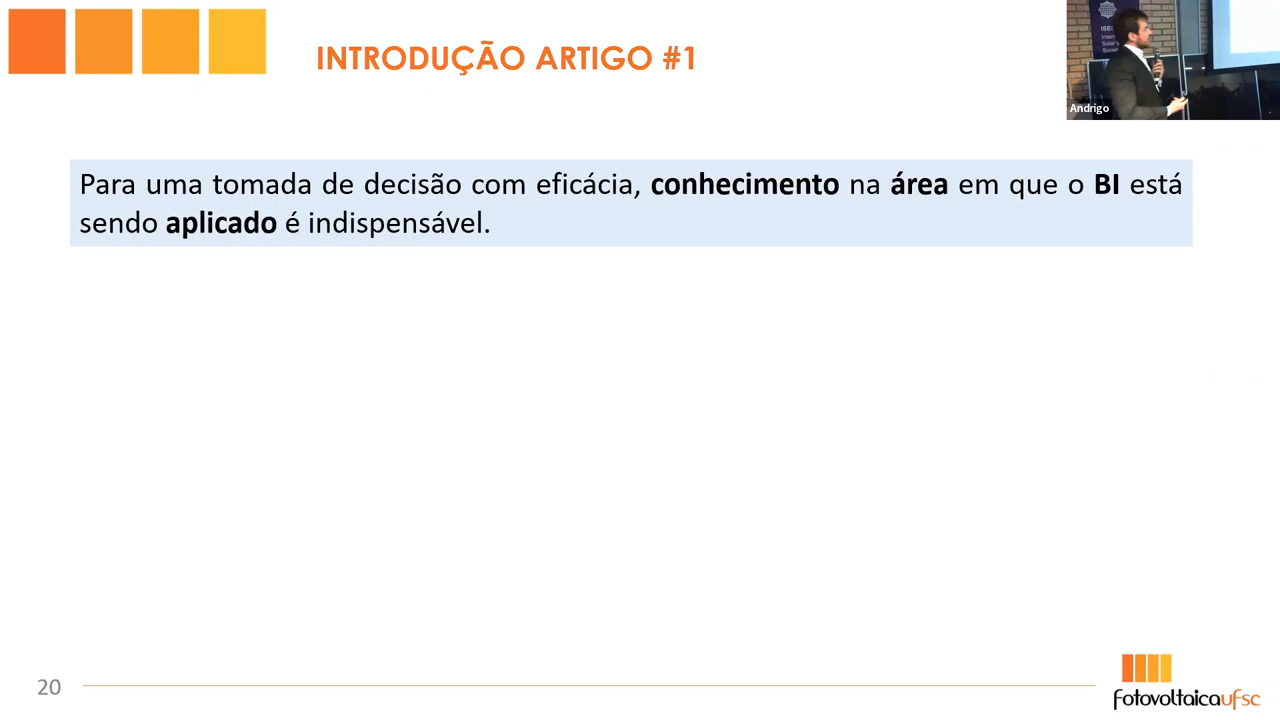 INTRODUÇÃO ARTIGO #1
Andrigo
Para uma tomada de decisão com eficácia, conhecimento na área em que o BI está
sendo aplicado é indispensável.
20
fotovoltaicaufsc